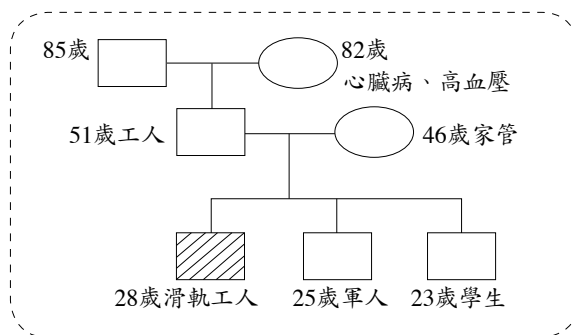 85歲
82歲
心臟病、高血壓
51歲工人
46歲家管
28歲滑軌工人
25歲軍人
23歲學生